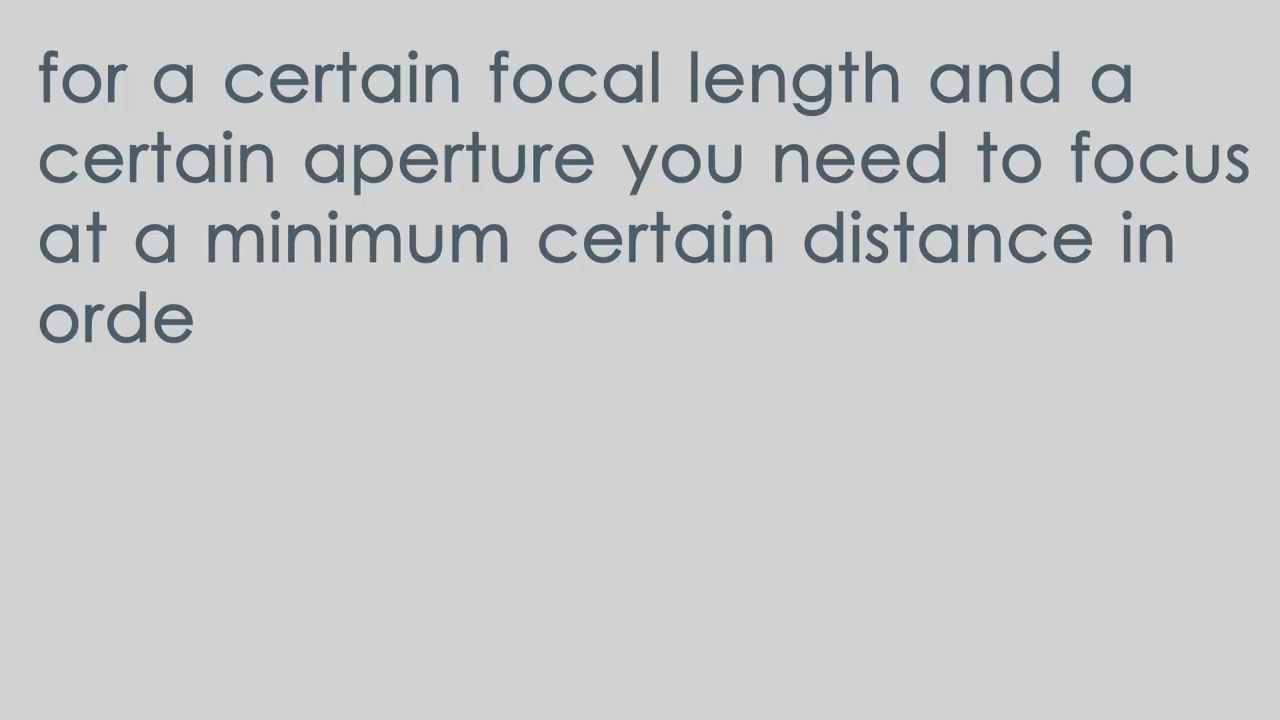 for a certain focal length and a
certain aperture you need to focus
at a minimum certain distance in
orde